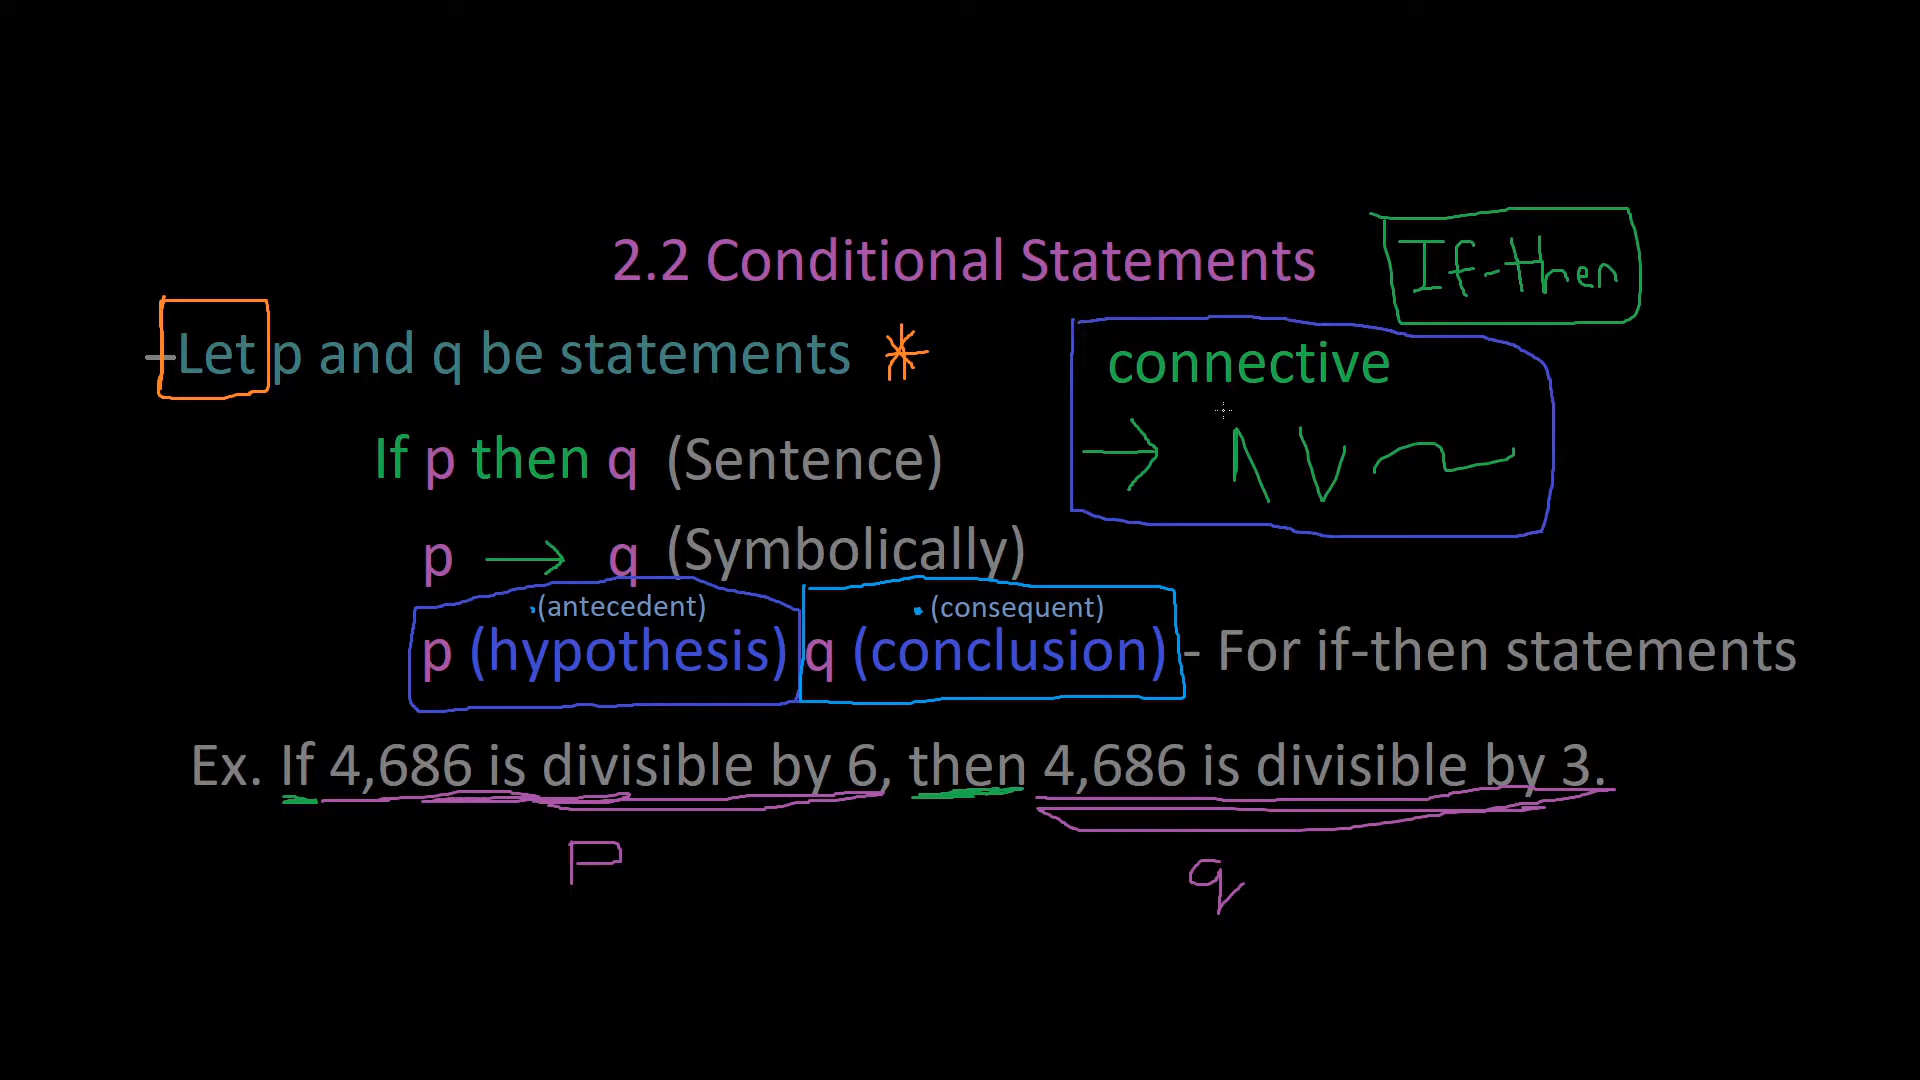 2.2 Conditional Statements If-then
-Let p and q be statements *
connective
→ ∧ ∨ ~
If p then q (Sentence)
p → q (Symbolically)
(antecedent) (consequent)
p (hypothesis) q (conclusion) - For if-then statements
Ex. If 4,686 is divisible by 6, then 4,686 is divisible by 3.
P q